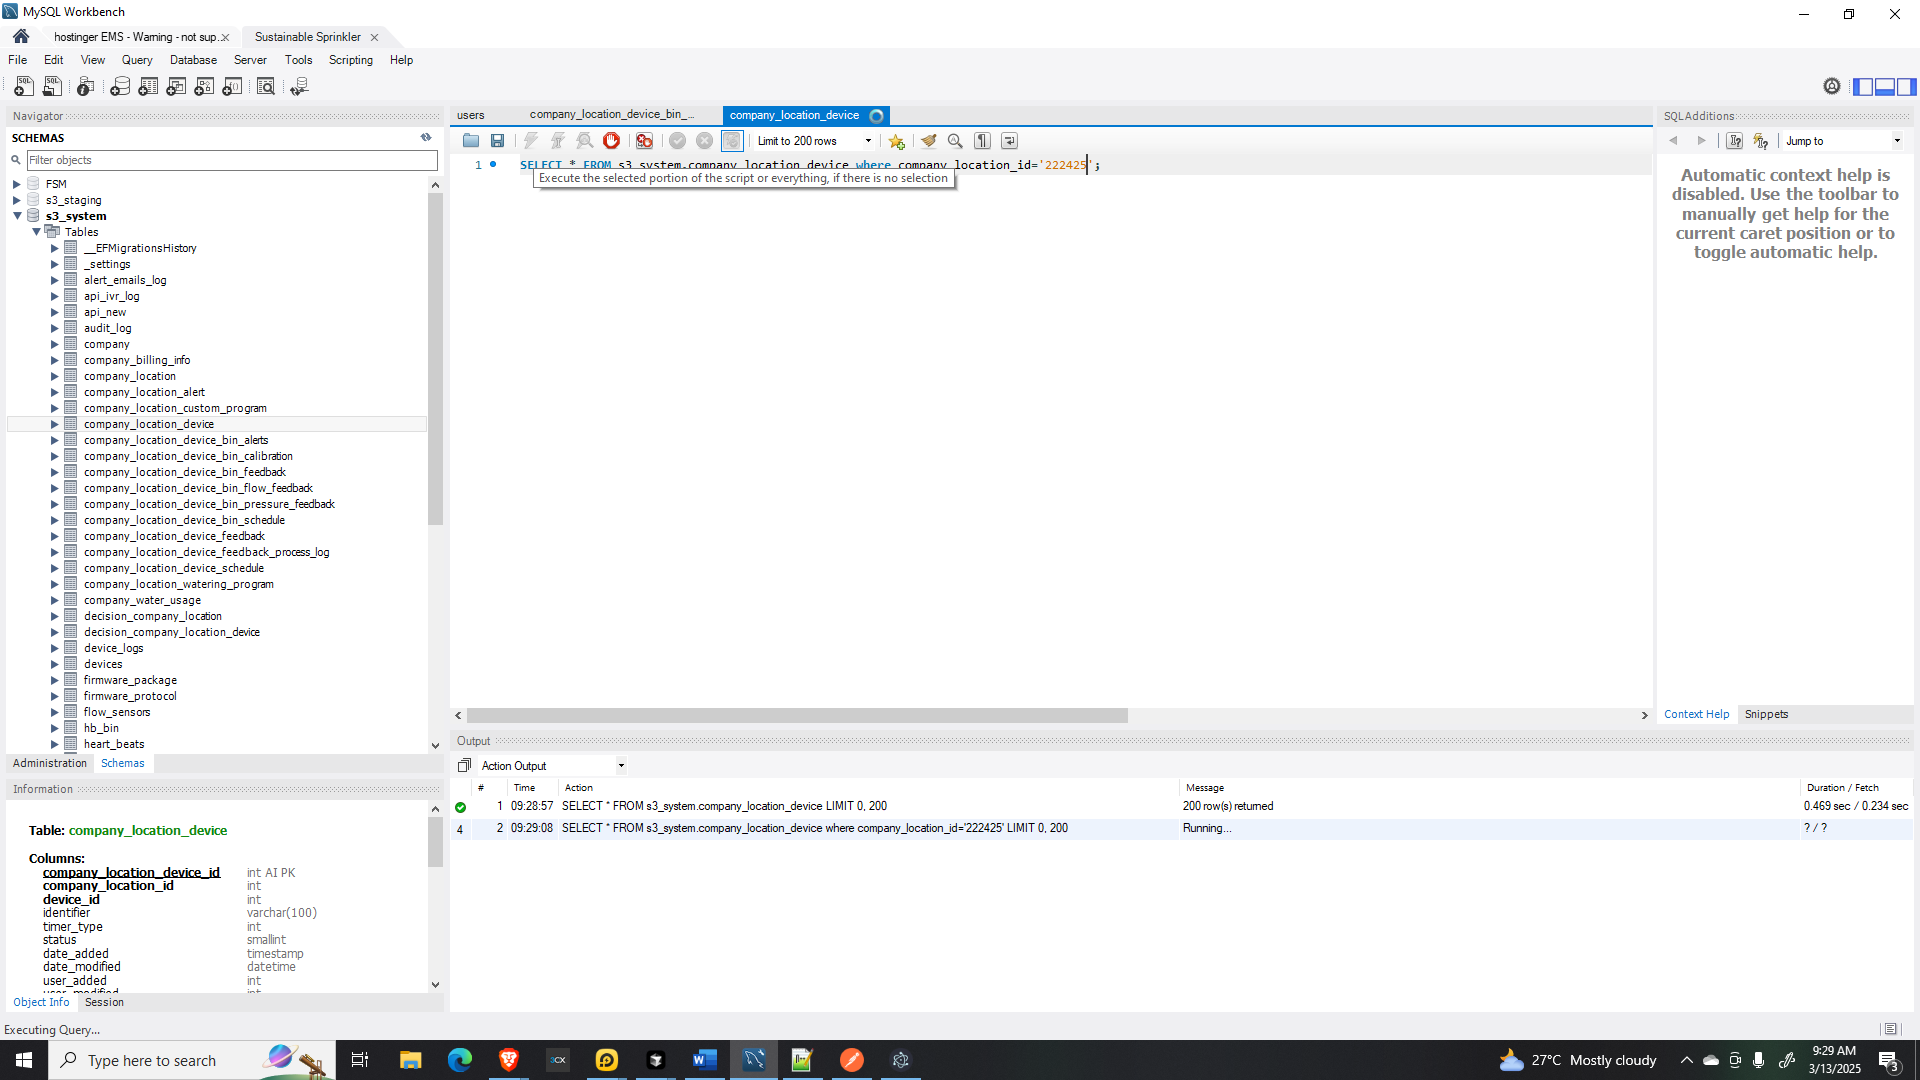 MySQL Workbench
hostinger EMS - Warning - not sup...
Sustainable Sprinkler
File Edit View Query Database Server Tools Scripting Help
Navigator
SCHEMAS
Filter objects
FSM
s3_staging
s3_system
Tables
__EFMigrationsHistory
_settings
alert_emails_log
api_ivr_log
api_new
audit_log
company
company_billing_info
company_location
company_location_alert
company_location_custom_program
company_location_device
company_location_device_bin_alerts
company_location_device_bin_calibration
company_location_device_bin_feedback
company_location_device_bin_flow_feedback
company_location_device_bin_pressure_feedback
company_location_device_bin_schedule
company_location_device_feedback
company_location_device_feedback_process_log
company_location_device_schedule
company_location_watering_program
company_water_usage
decision_company_location
decision_company_location_device
device_logs
devices
firmware_package
firmware_protocol
flow_sensors
hb_bin
heart_beats
Administration Schemas
Information
Table: company_location_device
Columns:
company_location_device_id int AI PK
company_location_id int
device_id int
identifier varchar(100)
timer_type int
status smallint
date_added timestamp
date_modified datetime
user_added int
user_modified int
Object Info Session
users company_location_device_bin_... company_location_device
Limit to 200 rows
1 SELECT * FROM s3_system.company_location_device where company_location_id='222425';
Execute the selected portion of the script or everything, if there is no selection
SQLAdditions
Jump to
Automatic context help is
disabled. Use the toolbar to
manually get help for the
current caret position or to
toggle automatic help.
Context Help Snippets
Output
Action Output
# Time Action Message Duration / Fetch
1 09:28:57 SELECT * FROM s3_system.company_location_device LIMIT 0, 200 200 row(s) returned 0.469 sec / 0.234 sec
4 2 09:29:08 SELECT * FROM s3_system.company_location_device where company_location_id='222425' LIMIT 0, 200 Running... ? / ?
Executing Query...
Type here to search
27°C Mostly cloudy
9:29 AM
3/13/2025
3